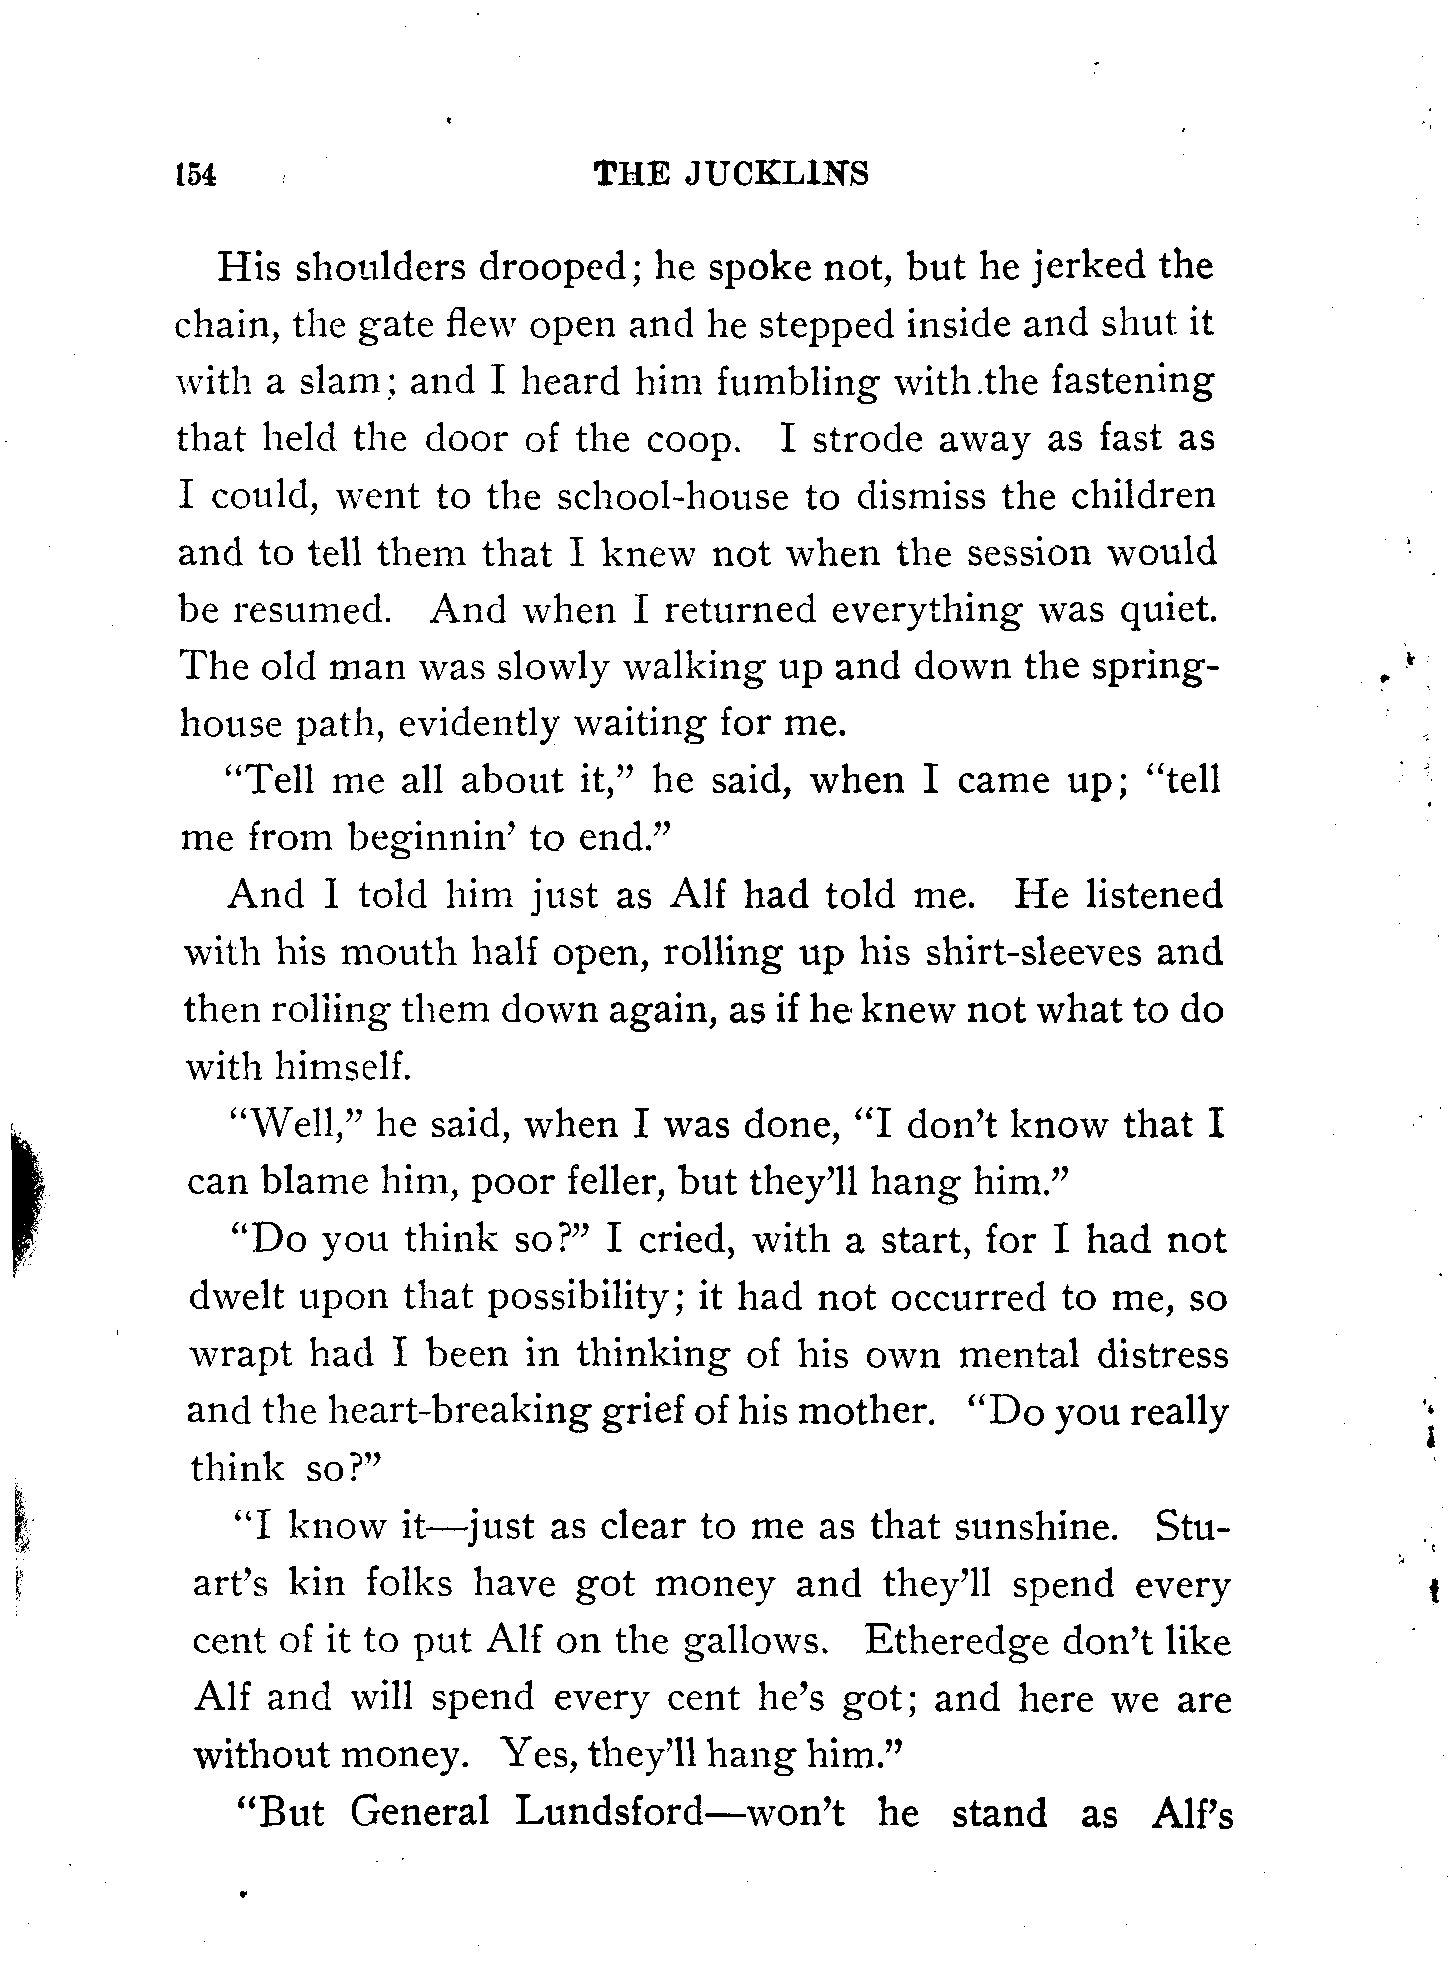 154 THE JUCKLINS
His shoulders drooped; he spoke not, but he jerked the
chain, the gate flew open and he stepped inside and shut it
with a slam; and I heard him fumbling with the fastening
that held the door of the coop. I strode away as fast as
I could, went to the school-house to dismiss the children
and to tell them that I knew not when the session would
be resumed. And when I returned everything was quiet.
The old man was slowly walking up and down the spring-
house path, evidently waiting for me.
“Tell me all about it,” he said, when I came up; “tell
me from beginnin’ to end.”
And I told him just as Alf had told me. He listened
with his mouth half open, rolling up his shirt-sleeves and
then rolling them down again, as if he knew not what to do
with himself.
“Well,” he said, when I was done, “I don’t know that I
can blame him, poor feller, but they’ll hang him.”
“Do you think so?” I cried, with a start, for I had not
dwelt upon that possibility; it had not occurred to me, so
wrapt had I been in thinking of his own mental distress
and the heart-breaking grief of his mother. “Do you really
think so?”
“I know it—just as clear to me as that sunshine. Stu-
art’s kin folks have got money and they’ll spend every
cent of it to put Alf on the gallows. Etheredge don’t like
Alf and will spend every cent he’s got; and here we are
without money. Yes, they’ll hang him.”
“But General Lundsford—won’t he stand as Alf’s